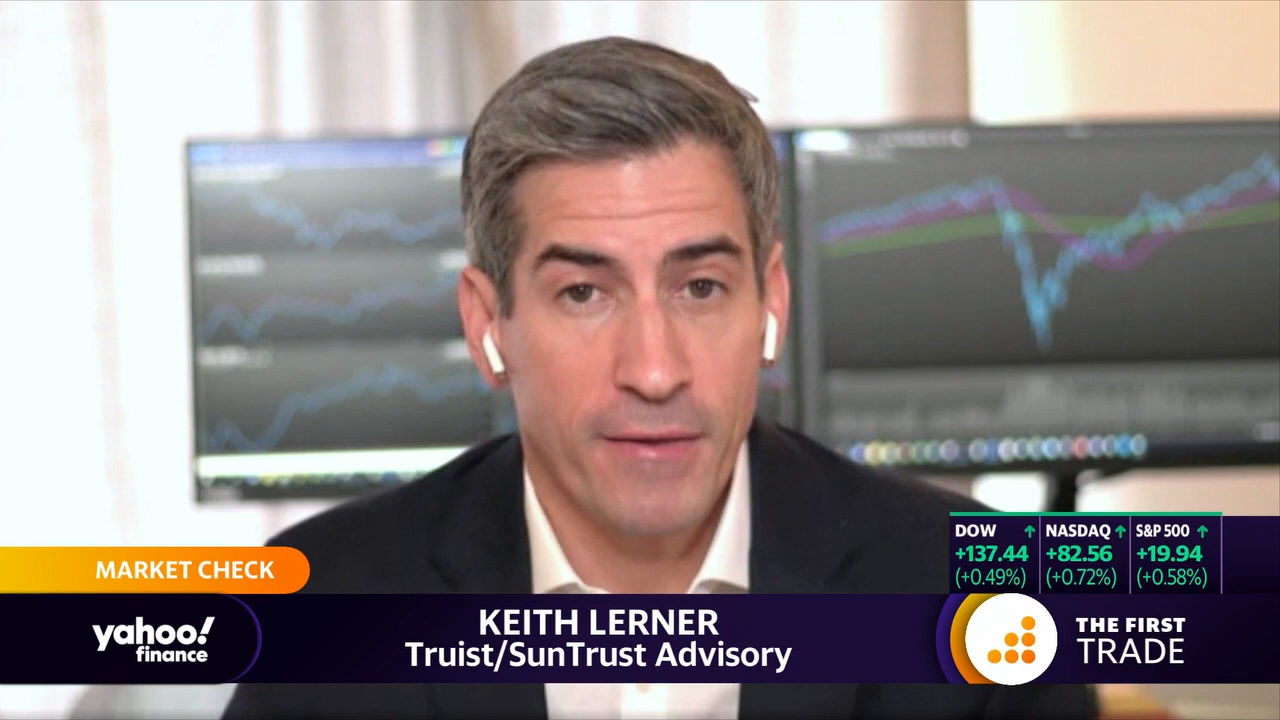 MARKET CHECK
yahoo!
finance
KEITH LERNER
Truist/SunTrust Advisory
DOW
+137.44
(+0.49%)
NASDAQ
+82.56
(+0.72%)
S&P 500
+19.94
(+0.58%)
THE FIRST
TRADE